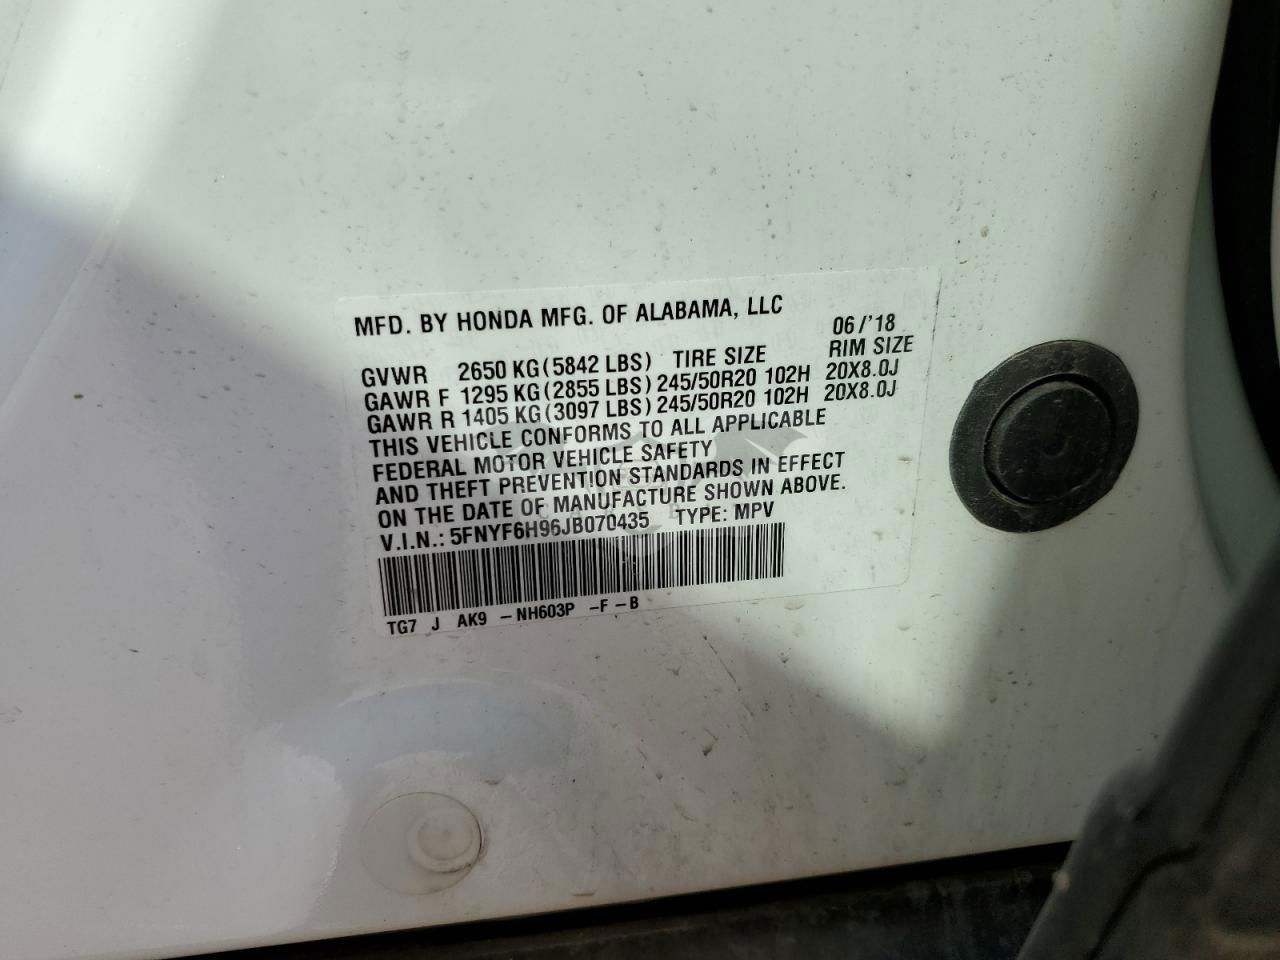 MFD. BY HONDA MFG. OF ALABAMA, LLC 06/'18
GVWR 2650 KG (5842 LBS) TIRE SIZE RIM SIZE
GAWR F 1295 KG (2855 LBS) 245/50R20 102H 20X8.0J
GAWR R 1405 KG (3097 LBS) 245/50R20 102H 20X8.0J
THIS VEHICLE CONFORMS TO ALL APPLICABLE
FEDERAL MOTOR VEHICLE SAFETY
AND THEFT PREVENTION STANDARDS IN EFFECT
ON THE DATE OF MANUFACTURE SHOWN ABOVE.
V.I.N.: 5FNYF6H96JB070435 TYPE: MPV
TG7 J AK9 -NH603P -F-B